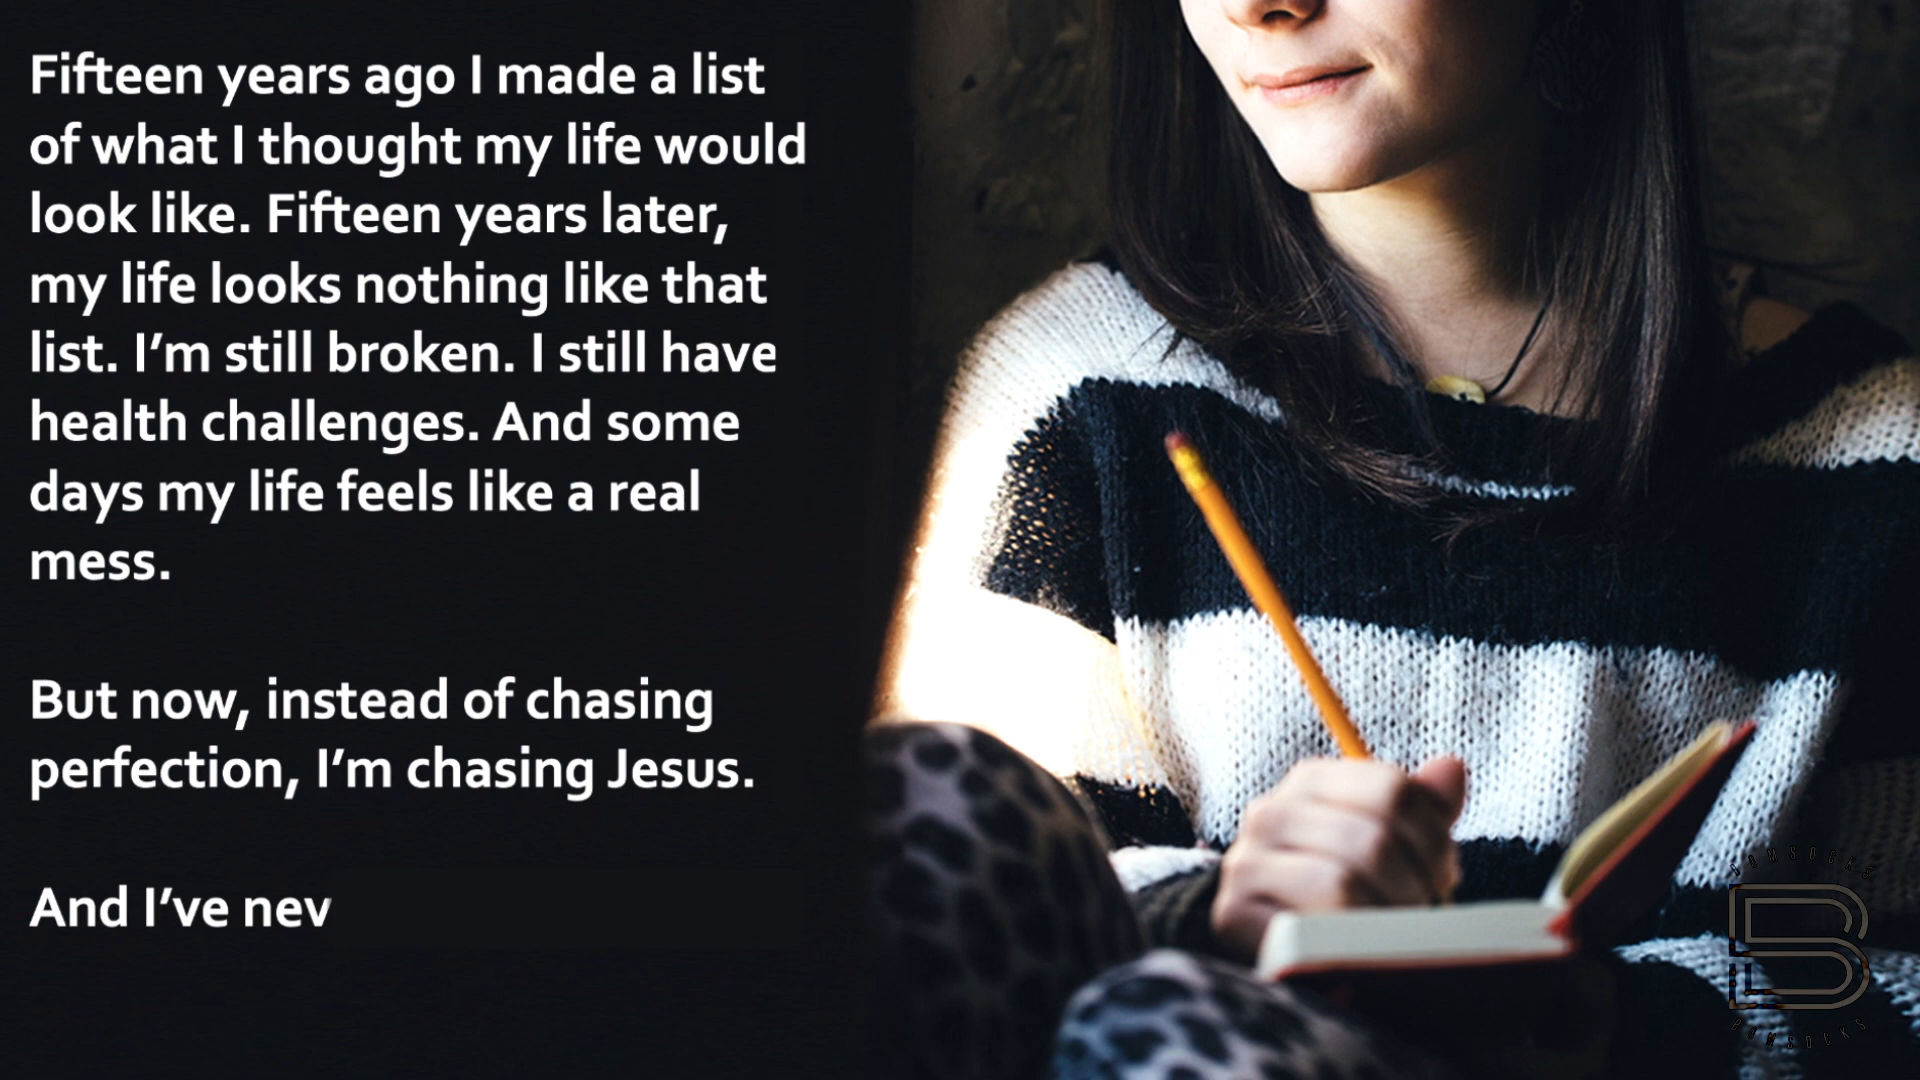 Fifteen years ago I made a list
of what I thought my life would
look like. Fifteen years later,
my life looks nothing like that
list. I’m still broken. I still have
health challenges. And some
days my life feels like a real
mess.
But now, instead of chasing
perfection, I’m chasing Jesus.
And I’ve nev